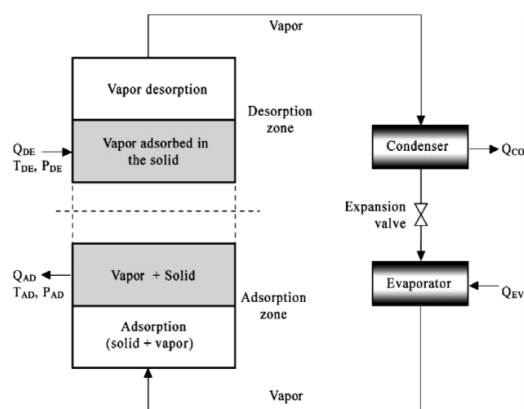 Vapor
Vapor desorption
Desorption
zone
Vapor adsorbed in
the solid
Q_DE
T_DE, P_DE
Condenser
Q_CO
Expansion
valve
Q_AD
T_AD, P_AD
Vapor + Solid
Evaporator
Q_EV
Adsorption
zone
Adsorption
(solid + vapor)
Vapor